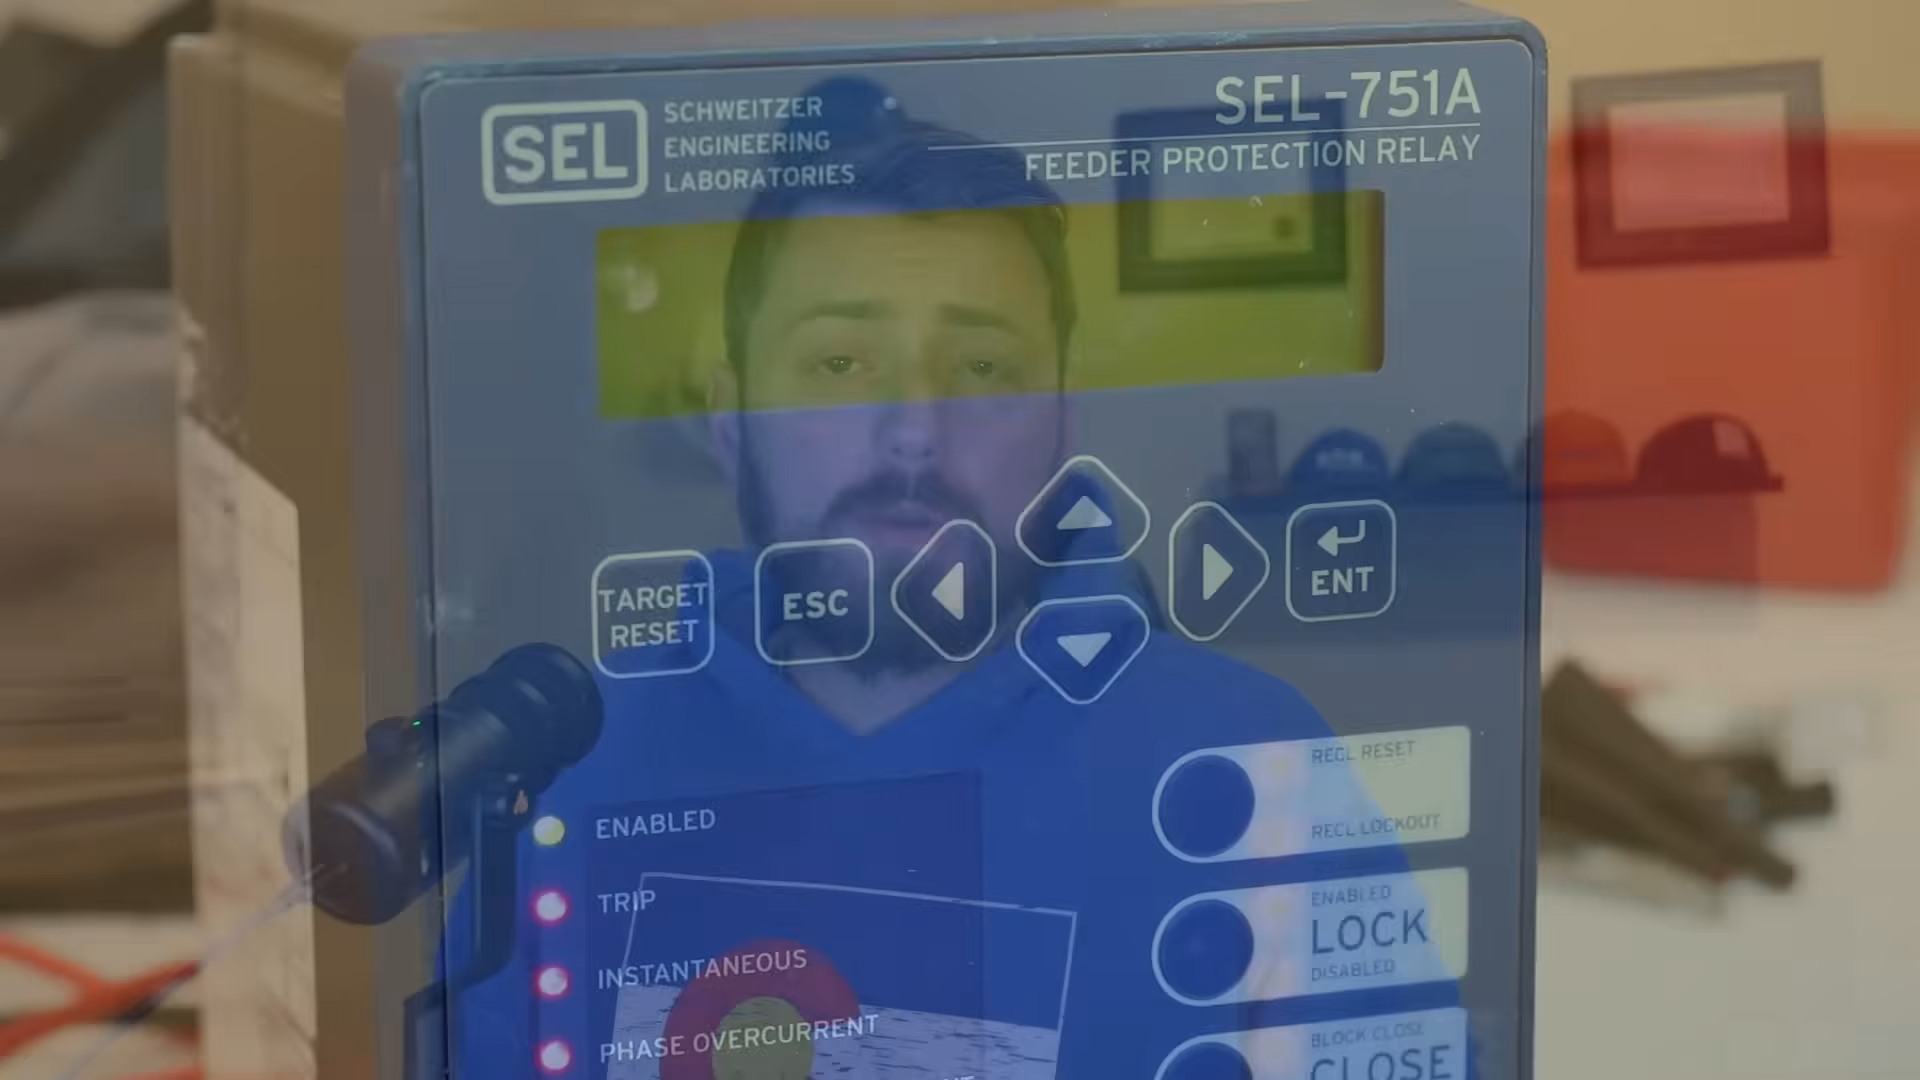 SEL
SCHWEITZER
ENGINEERING
LABORATORIES
SEL-751A
FEEDER PROTECTION RELAY
TARGET
RESET
ESC
ENT
ENABLED
TRIP
INSTANTANEOUS
PHASE OVERCURRENT
RECL RESET
RECL LOCKOUT
ENABLED
LOCK
DISABLED
BLOCK CLOSE
CLOSE